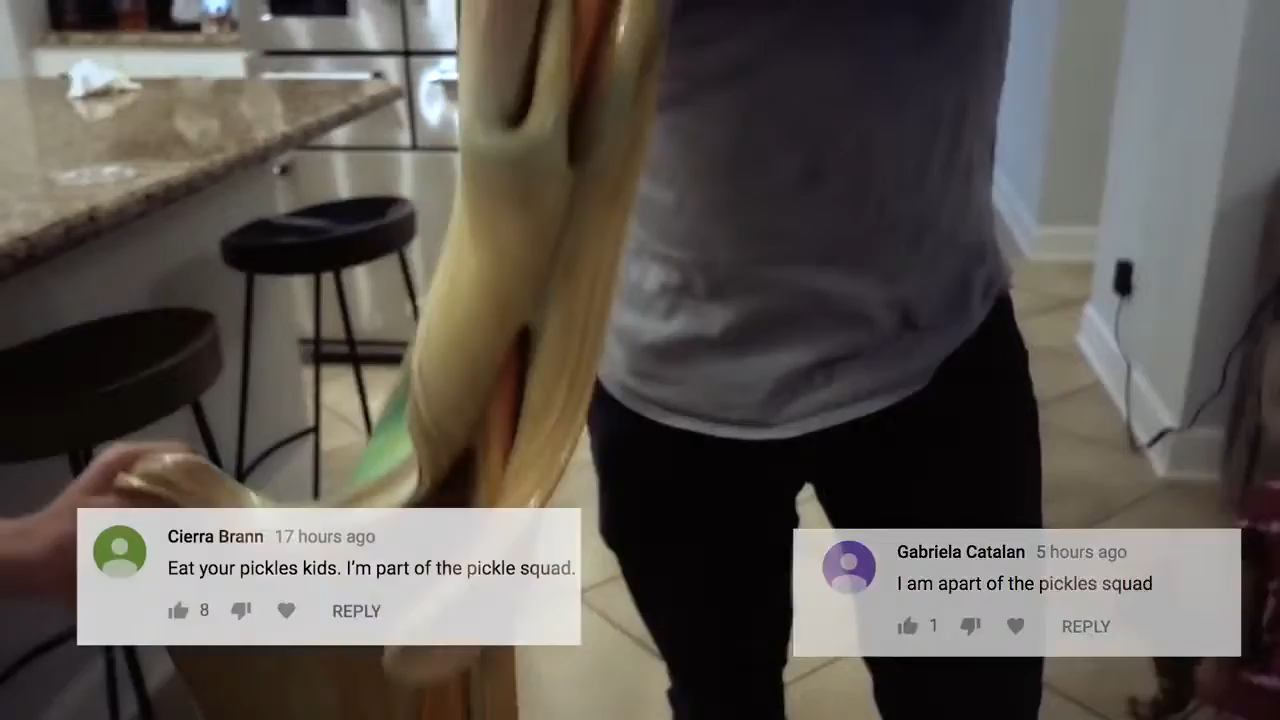 Cierra Brann 17 hours ago
Eat your pickles kids. I'm part of the pickle squad.
8 REPLY
Gabriela Catalan 5 hours ago
I am apart of the pickles squad
1 REPLY